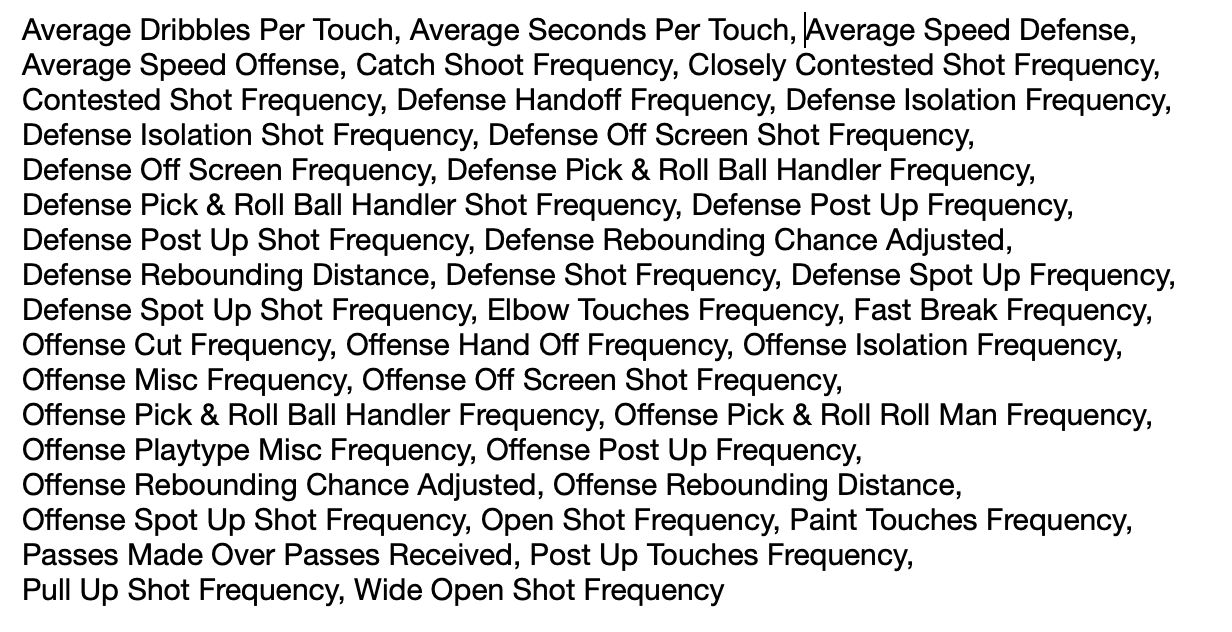 Average Dribbles Per Touch, Average Seconds Per Touch, Average Speed Defense,
Average Speed Offense, Catch Shoot Frequency, Closely Contested Shot Frequency,
Contested Shot Frequency, Defense Handoff Frequency, Defense Isolation Frequency,
Defense Isolation Shot Frequency, Defense Off Screen Shot Frequency,
Defense Off Screen Frequency, Defense Pick & Roll Ball Handler Frequency,
Defense Pick & Roll Ball Handler Shot Frequency, Defense Post Up Frequency,
Defense Post Up Shot Frequency, Defense Rebounding Chance Adjusted,
Defense Rebounding Distance, Defense Shot Frequency, Defense Spot Up Frequency,
Defense Spot Up Shot Frequency, Elbow Touches Frequency, Fast Break Frequency,
Offense Cut Frequency, Offense Hand Off Frequency, Offense Isolation Frequency,
Offense Misc Frequency, Offense Off Screen Shot Frequency,
Offense Pick & Roll Ball Handler Frequency, Offense Pick & Roll Roll Man Frequency,
Offense Playtype Misc Frequency, Offense Post Up Frequency,
Offense Rebounding Chance Adjusted, Offense Rebounding Distance,
Offense Spot Up Shot Frequency, Open Shot Frequency, Paint Touches Frequency,
Passes Made Over Passes Received, Post Up Touches Frequency,
Pull Up Shot Frequency, Wide Open Shot Frequency